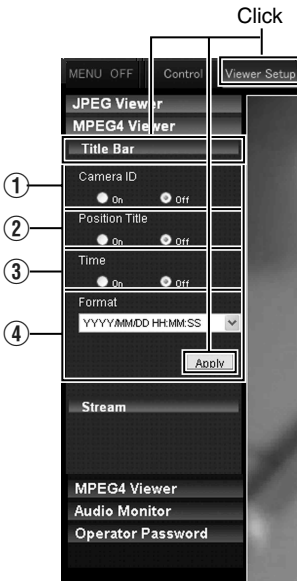 Click
MENU OFF Control Viewer Setup
JPEG Viewer
MPEG4 Viewer
Title Bar
① Camera ID
On Off
② Position Title
On Off
③ Time
On Off
④ Format
YYYY/MM/DD HH:MM:SS
Apply
Stream
MPEG4 Viewer
Audio Monitor
Operator Password